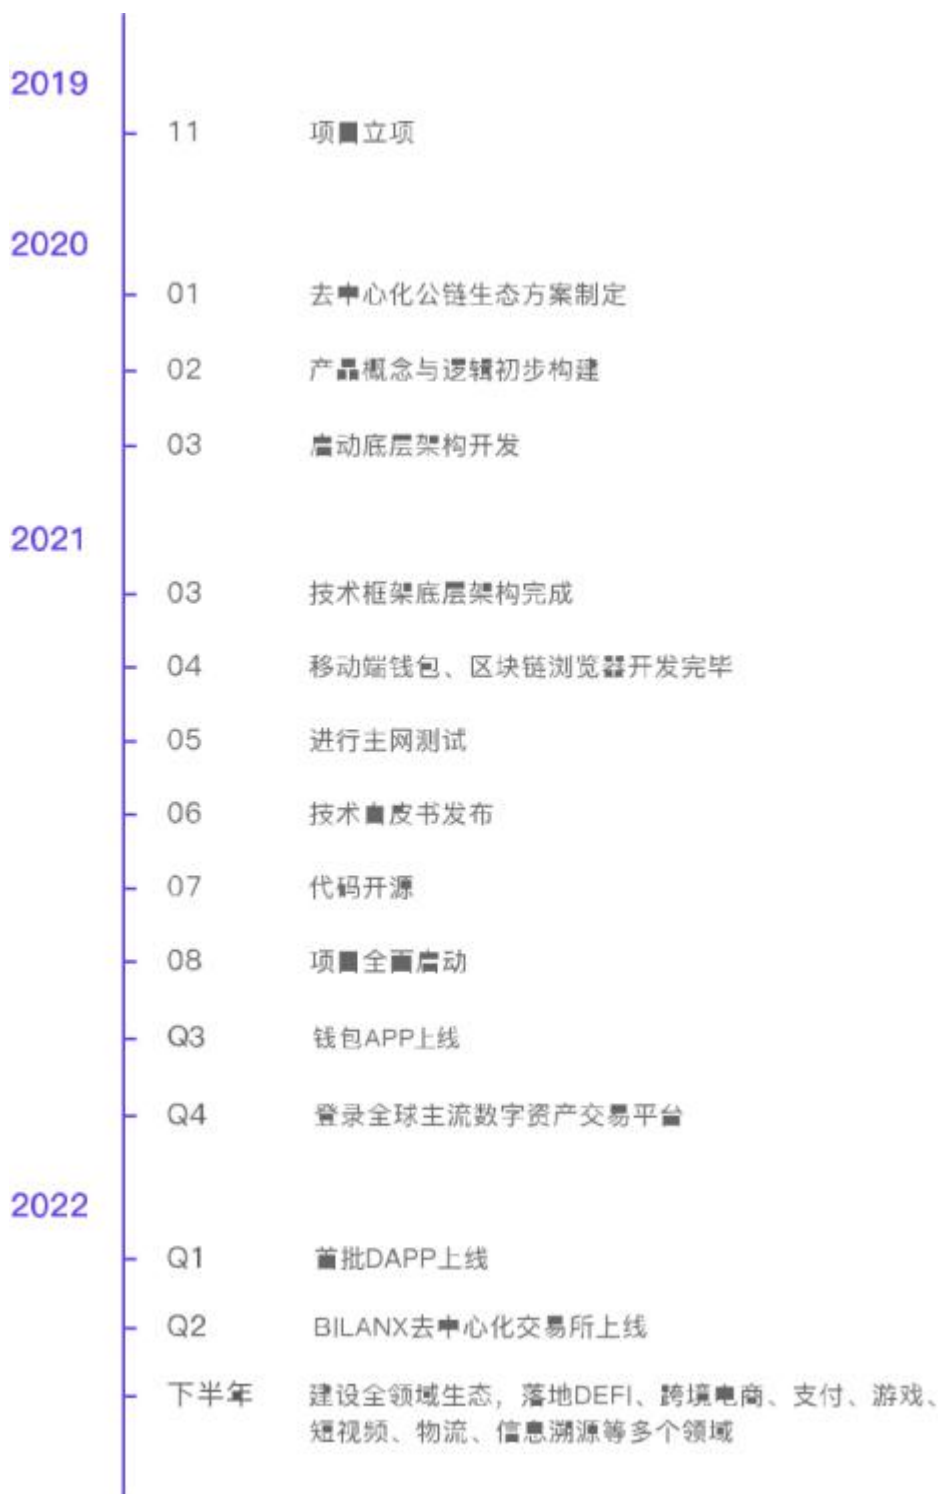 2019
11 项目立项
2020
01 去中心化公链生态方案制定
02 产品概念与逻辑初步构建
03 启动底层架构开发
2021
03 技术框架底层架构完成
04 移动端钱包、区块链浏览器开发完毕
05 进行主网测试
06 技术白皮书发布
07 代码开源
08 项目全面启动
Q3 钱包APP上线
Q4 登录全球主流数字资产交易平台
2022
Q1 首批DAPP上线
Q2 BILANX去中心化交易所上线
下半年 建设全领域生态，落地DEFI、跨境电商、支付、游戏、
短视频、物流、信息溯源等多个领域